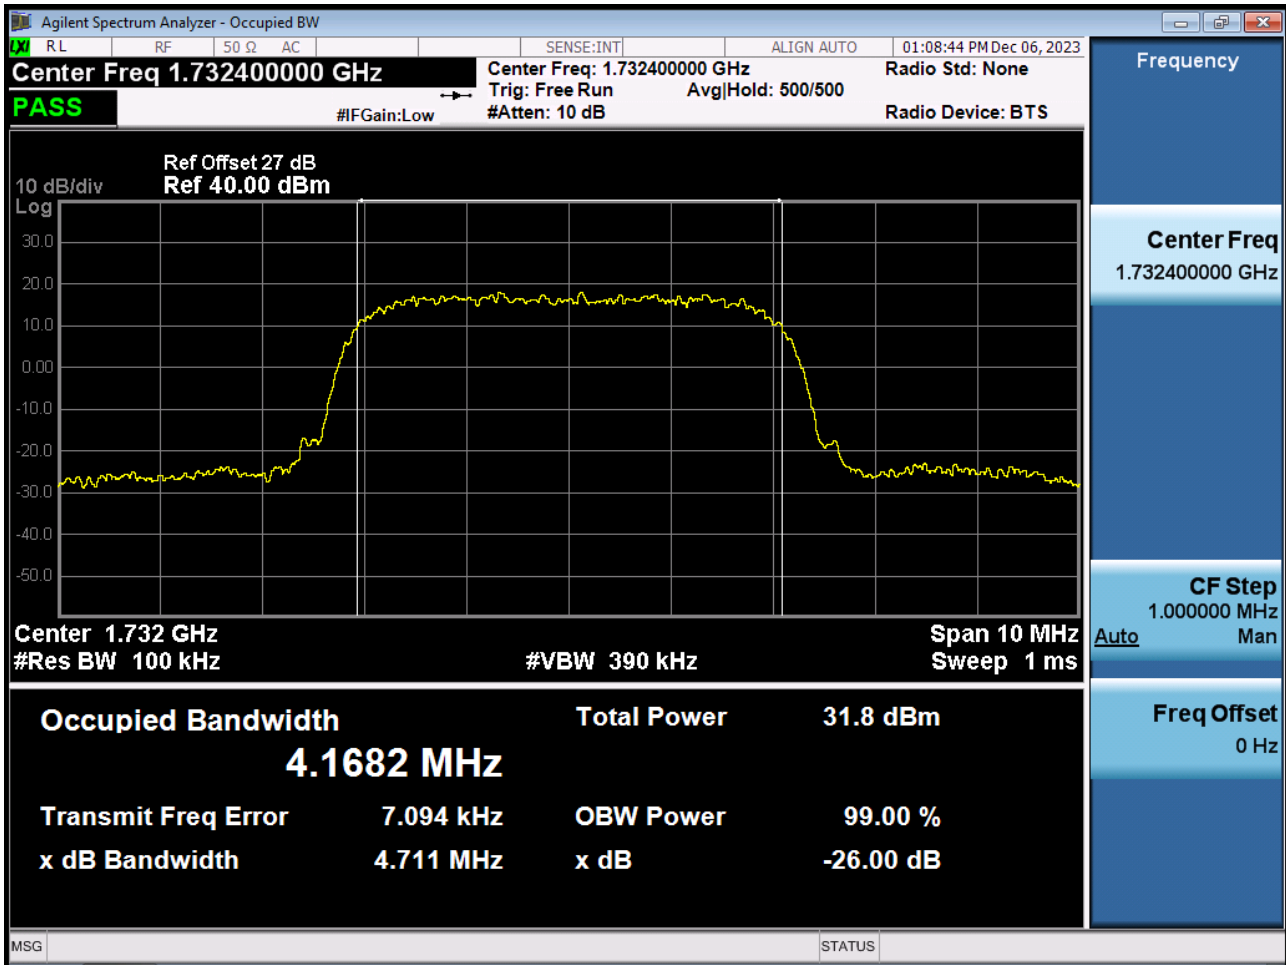 Agilent Spectrum Analyzer - Occupied BW
LXI RL RF 50 Ω AC SENSE:INT ALIGN AUTO 01:08:44 PM Dec 06, 2023
Center Freq 1.732400000 GHz
PASS
#IFGain:Low
Center Freq: 1.732400000 GHz
Trig: Free Run Avg|Hold: 500/500
#Atten: 10 dB
Radio Std: None
Radio Device: BTS
Ref Offset 27 dB
10 dB/div Ref 40.00 dBm
Log
30.0
20.0
10.0
0.00
-10.0
-20.0
-30.0
-40.0
-50.0
Center 1.732 GHz Span 10 MHz
#Res BW 100 kHz #VBW 390 kHz Sweep 1 ms
Occupied Bandwidth Total Power 31.8 dBm
4.1682 MHz
Transmit Freq Error 7.094 kHz OBW Power 99.00 %
x dB Bandwidth 4.711 MHz x dB -26.00 dB
Frequency
Center Freq
1.732400000 GHz
CF Step
1.000000 MHz
Auto Man
Freq Offset
0 Hz
MSG STATUS